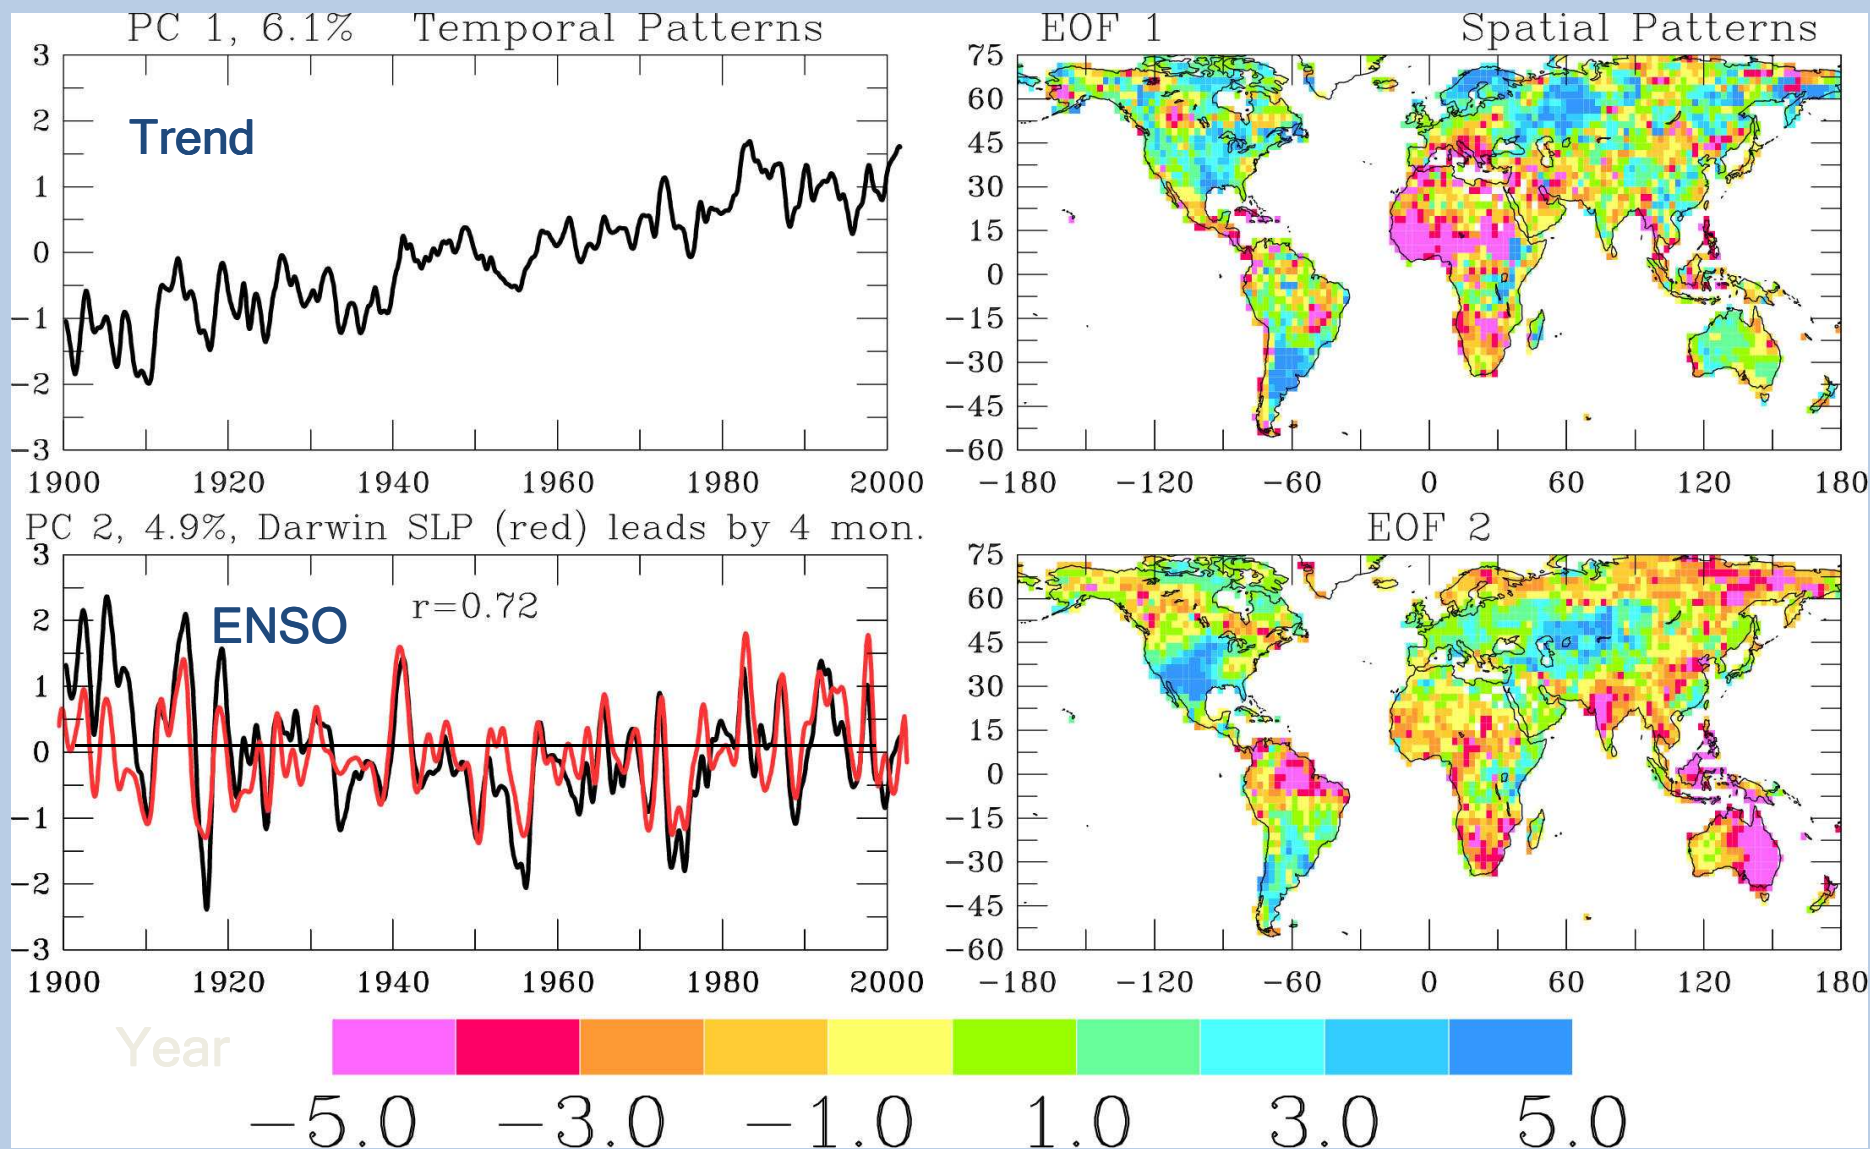 PC 1, 6.1% Temporal Patterns
3
2
1
0
−1
−2
−3
Trend
1900 1920 1940 1960 1980 2000
EOF 1 Spatial Patterns
75
60
45
30
15
0
−15
−30
−45
−60
−180 −120 −60 0 60 120 180
PC 2, 4.9%, Darwin SLP (red) leads by 4 mon.
3
2
1
0
−1
−2
−3
ENSO
r=0.72
1900 1920 1940 1960 1980 2000
EOF 2
75
60
45
30
15
0
−15
−30
−45
−60
−180 −120 −60 0 60 120 180
Year
−5.0 −3.0 −1.0 1.0 3.0 5.0